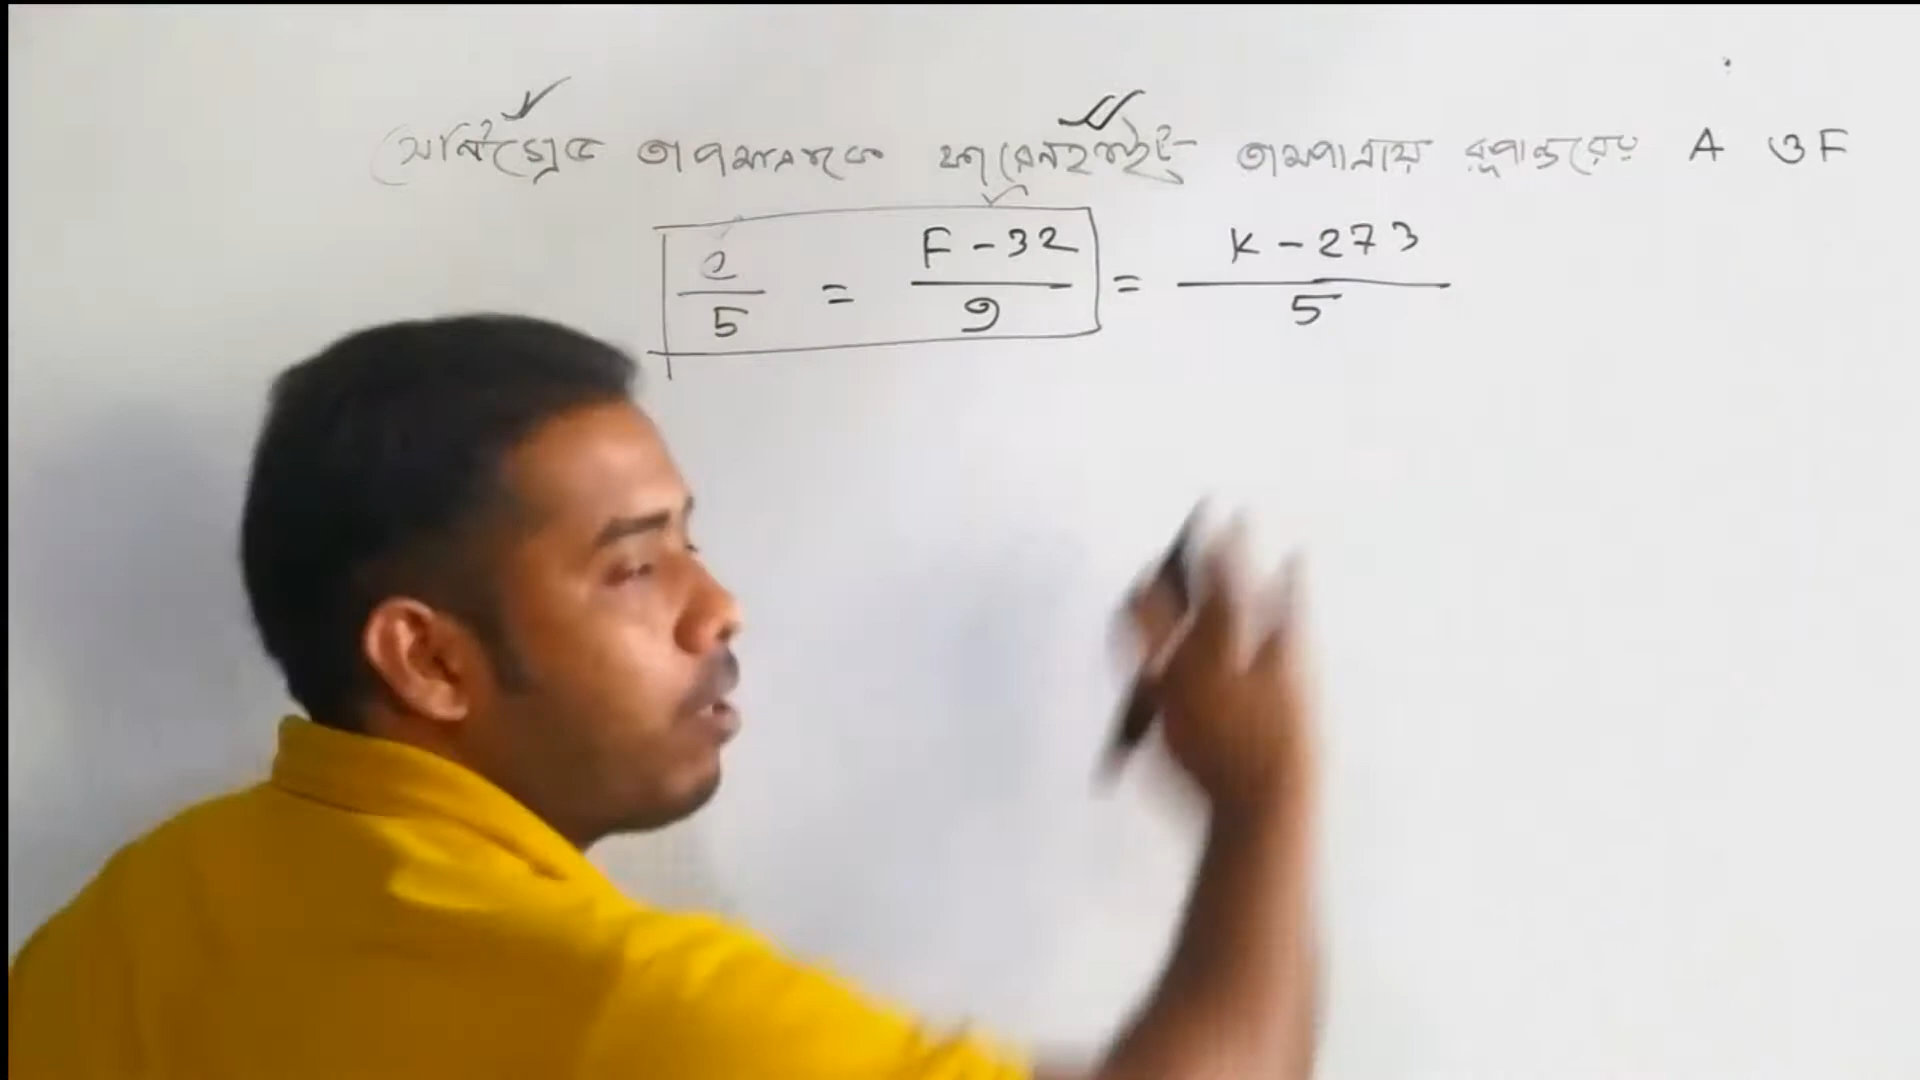 সেন্টিগ্রেড তাপমাত্রাকে ফারেনহাইট তাপমাত্রায় রূপান্তরের A ও F
C/5 = F - 32/9 = K - 273/5